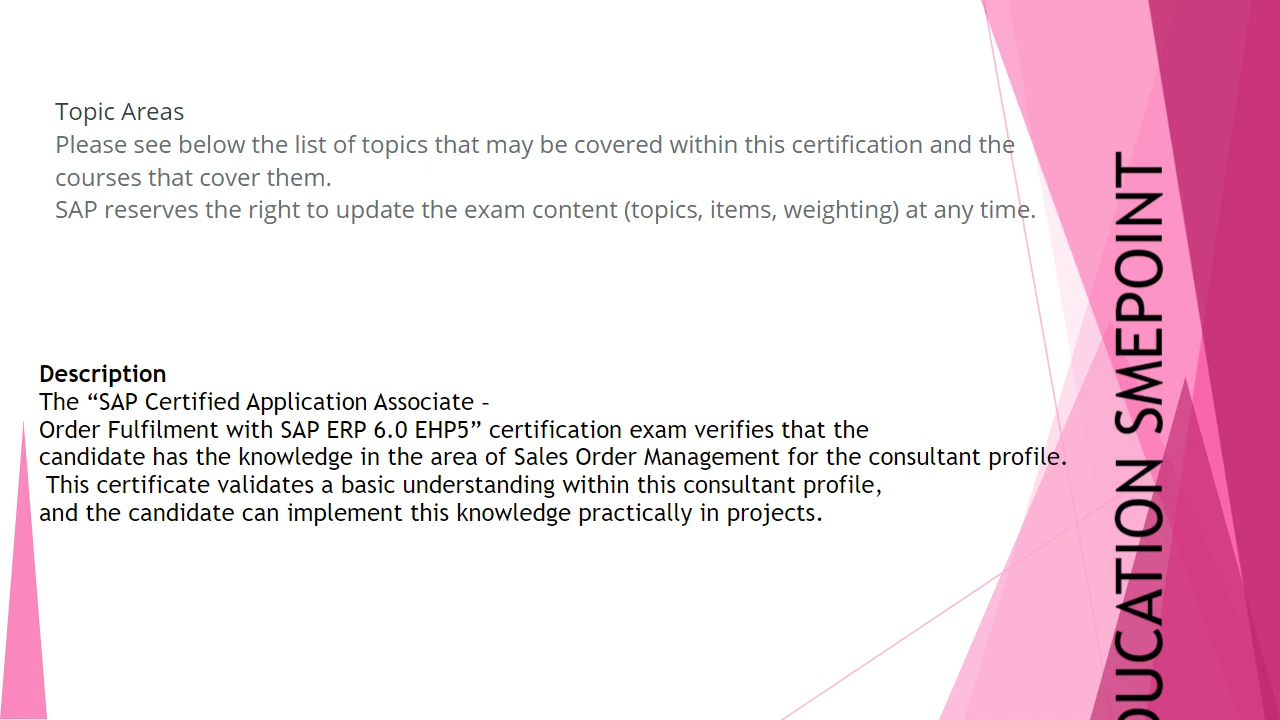 Topic Areas
Please see below the list of topics that may be covered within this certification and the
courses that cover them.
SAP reserves the right to update the exam content (topics, items, weighting) at any time.
Description
The “SAP Certified Application Associate –
Order Fulfilment with SAP ERP 6.0 EHP5” certification exam verifies that the
candidate has the knowledge in the area of Sales Order Management for the consultant profile.
This certificate validates a basic understanding within this consultant profile,
and the candidate can implement this knowledge practically in projects.
DUCATION SMEPOINT